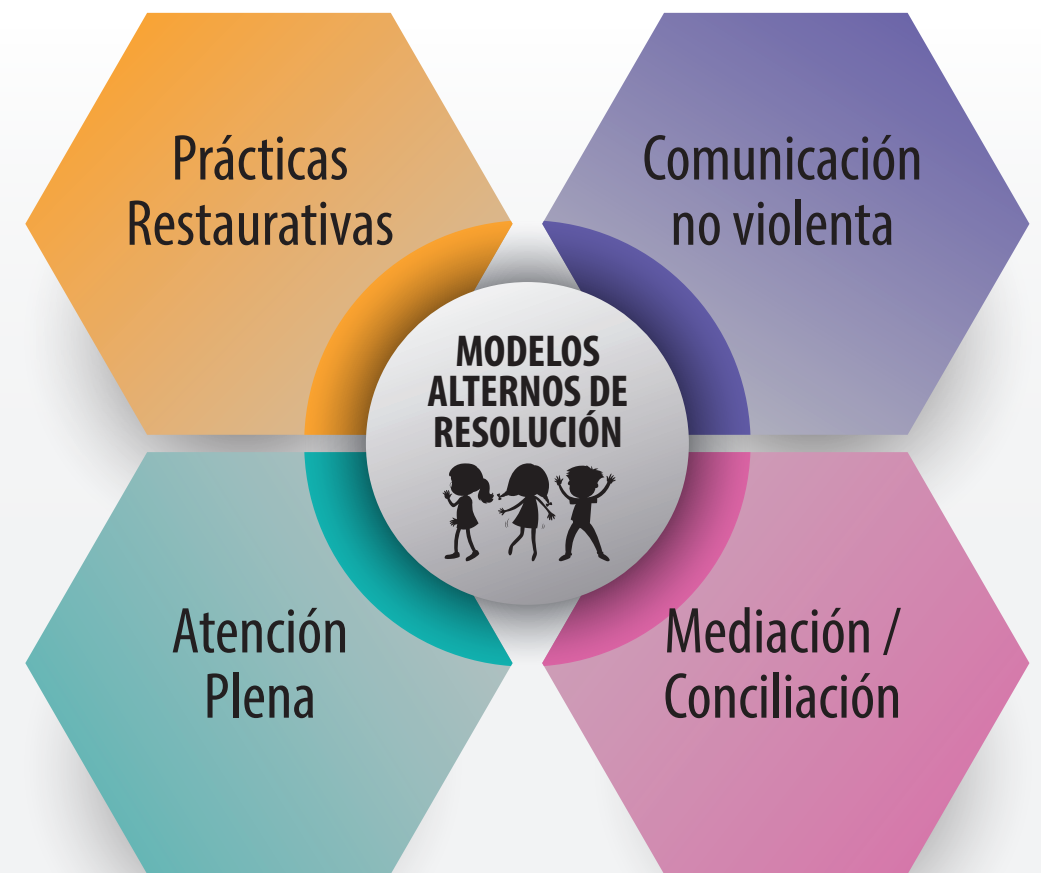 Prácticas
Restaurativas
Comunicación
no violenta
MODELOS
ALTERNOS DE
RESOLUCIÓN
Atención
Plena
Mediación /
Conciliación